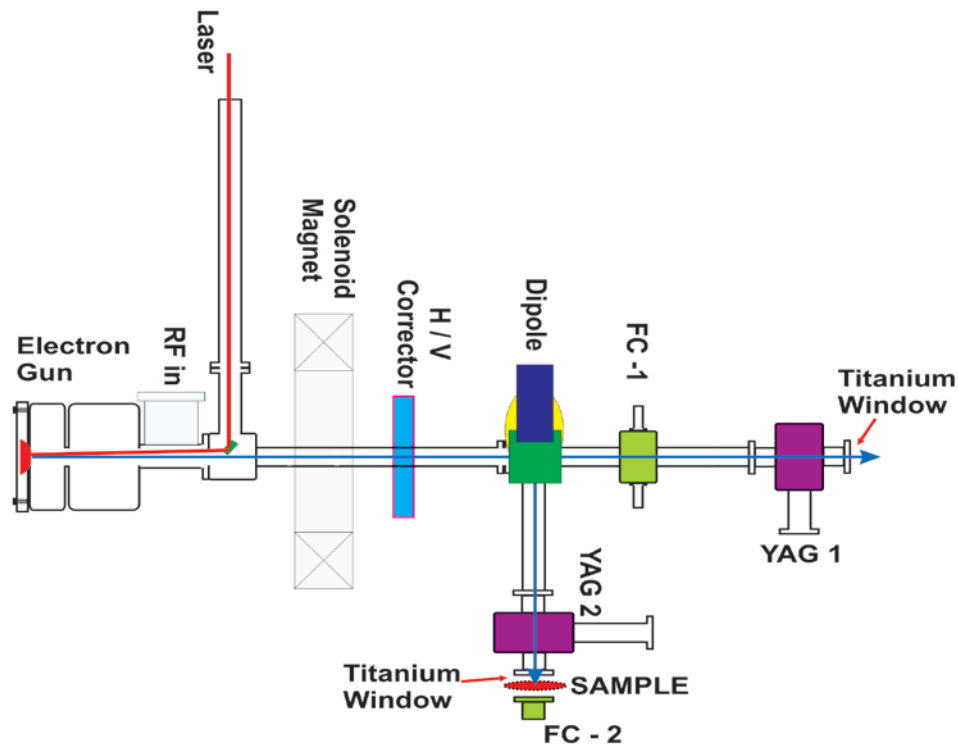 Laser
Solenoid
Magnet
H / V
Corrector
Dipole
FC -1
RF in
Electron
Gun
Titanium
Window
YAG 1
YAG 2
Titanium
Window
SAMPLE
FC - 2